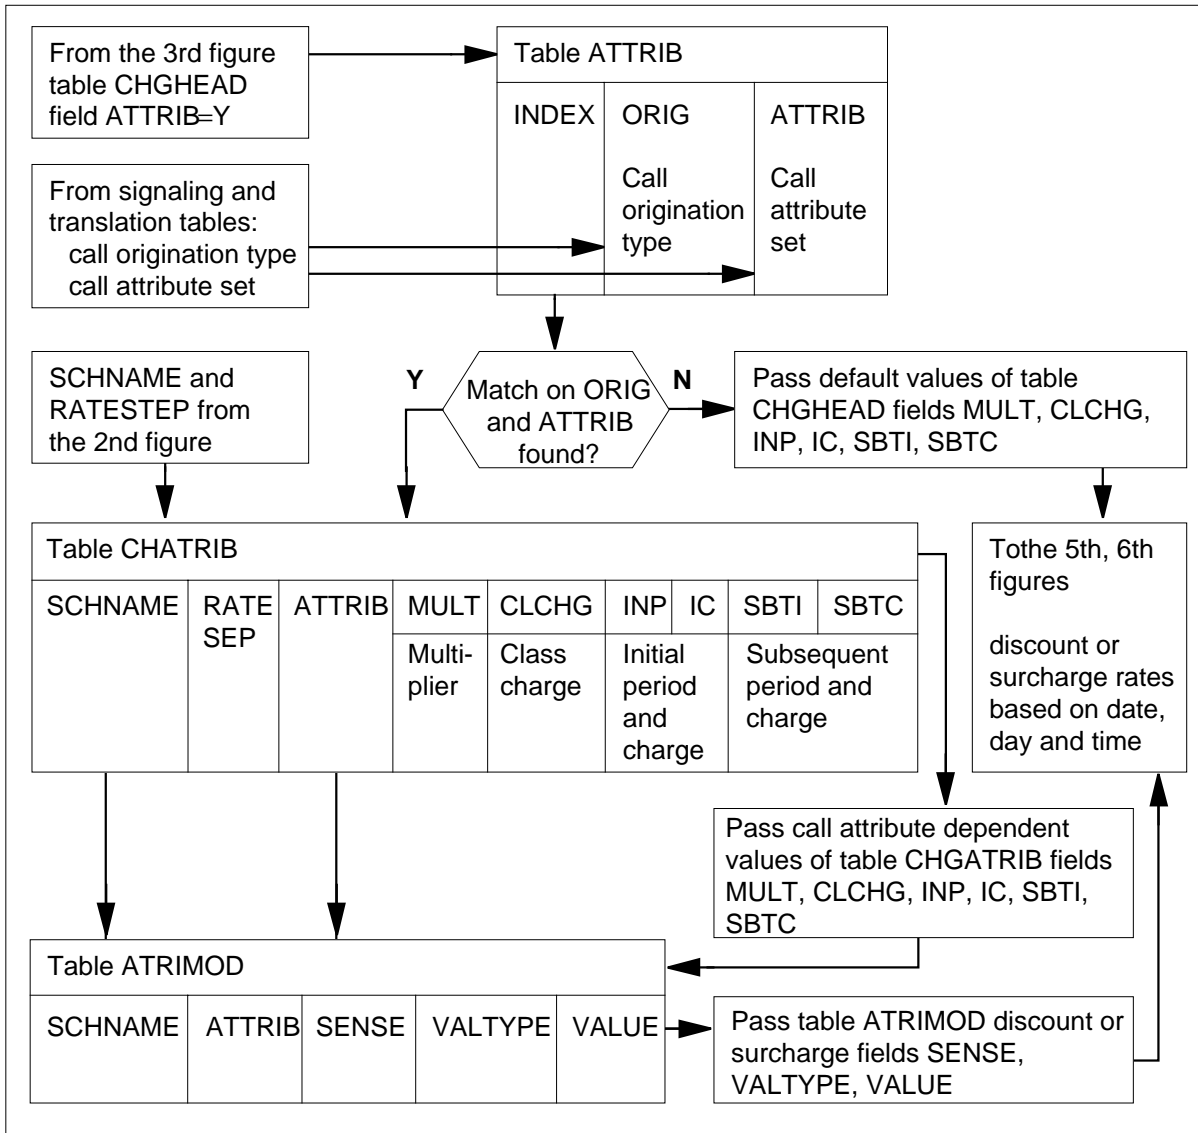 From the 3rd figure
table CHGHEAD
field ATTRIB=Y
Table ATTRIB
INDEX
ORIG
ATTRIB
Call
origination
type
Call
attribute
set
From signaling and
translation tables:
call origination type
call attribute set
SCHNAME and
RATESTEP from
the 2nd figure
Y
Match on ORIG
and ATTRIB
found?
N
Pass default values of table
CHGHEAD fields MULT, CLCHG,
INP, IC, SBTI, SBTC
Table CHATRIB
SCHNAME
RATE
SEP
ATTRIB
MULT
CLCHG
INP
IC
SBTI
SBTC
Multi-
plier
Class
charge
Initial
period
and
charge
Subsequent
period and
charge
Tothe 5th, 6th
figures
discount or
surcharge rates
based on date,
day and time
Pass call attribute dependent
values of table CHGATRIB fields
MULT, CLCHG, INP, IC, SBTI,
SBTC
Table ATRIMOD
SCHNAME
ATTRIB
SENSE
VALTYPE
VALUE
Pass table ATRIMOD discount or
surcharge fields SENSE,
VALTYPE, VALUE